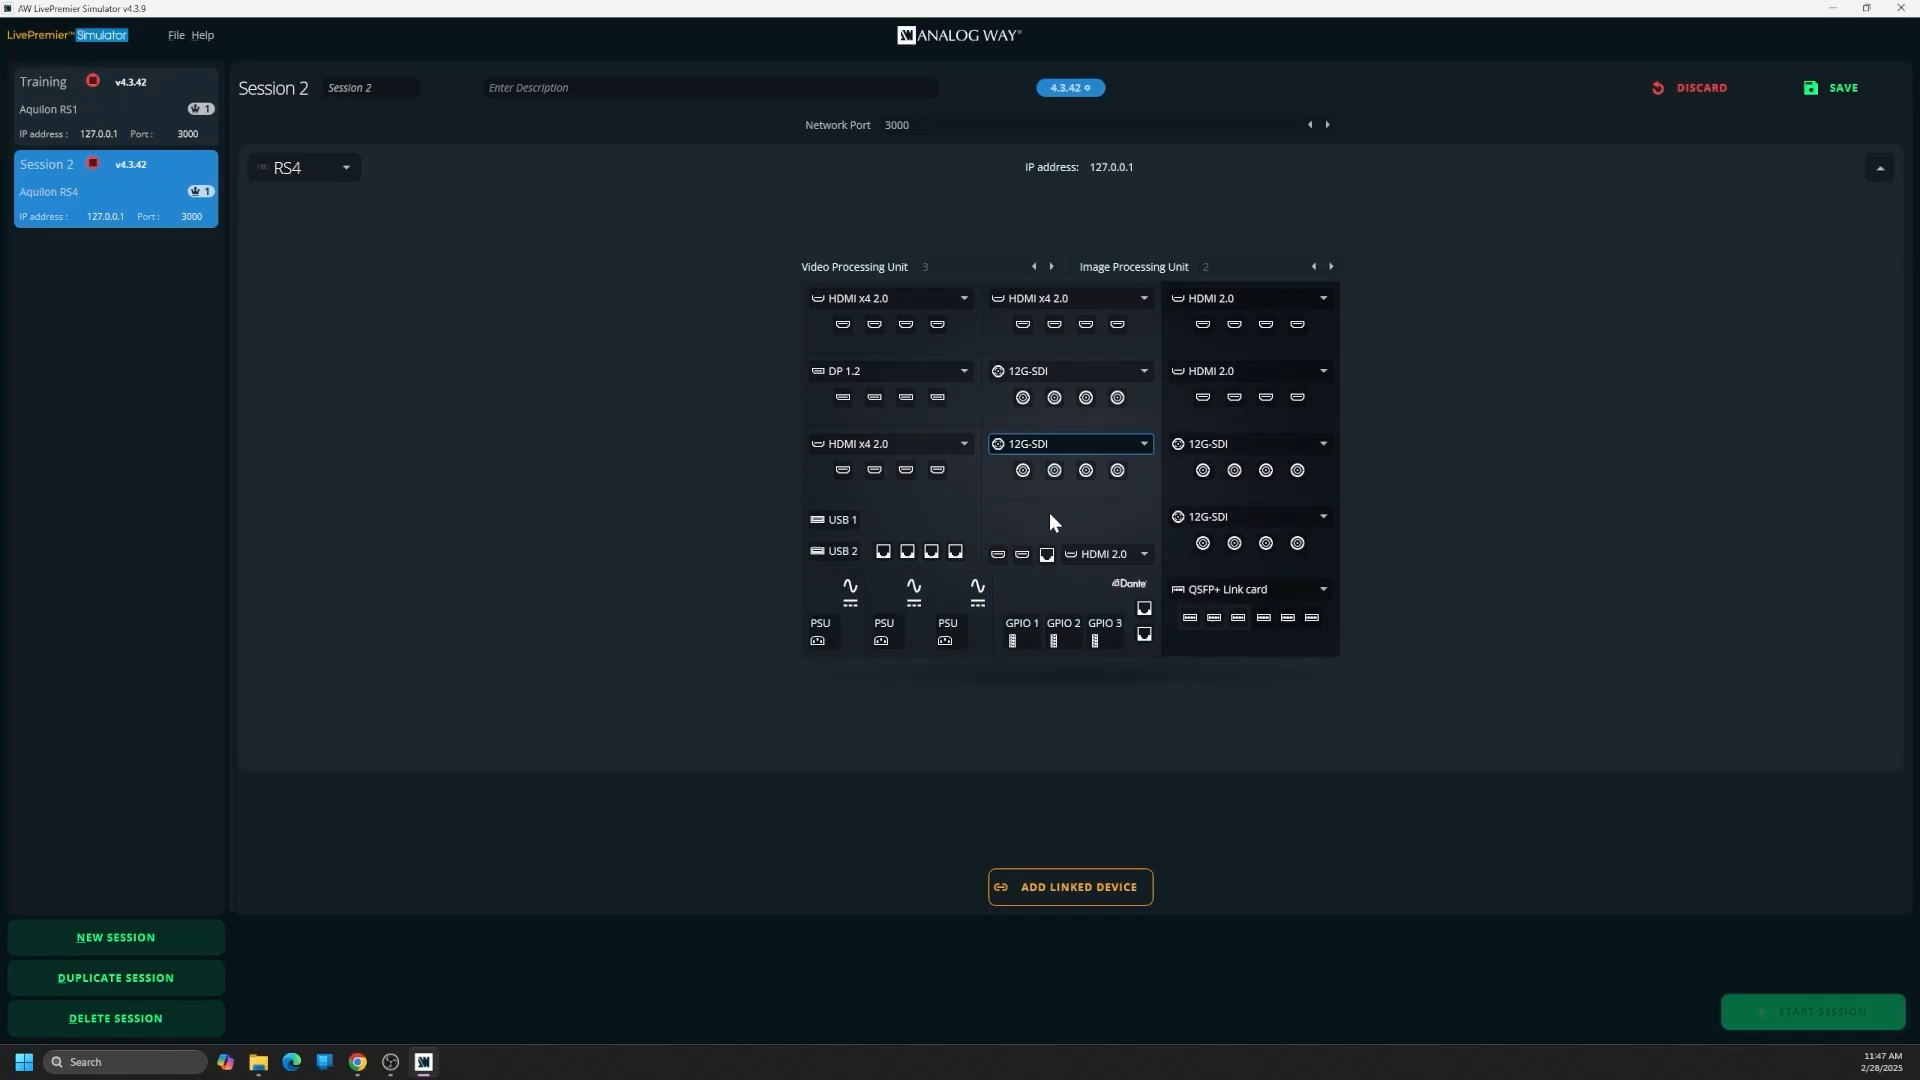 AW LivePremier Simulator v4.3.9
LivePremier™ Simulator File Help
ANALOG WAY®
Training v4.3.42
Aquilon RS1 1
IP address : 127.0.0.1 Port : 3000
Session 2 v4.3.42
Aquilon RS4 1
IP address : 127.0.0.1 Port : 3000
Session 2 Session 2 Enter Description 4.3.42 DISCARD SAVE
Network Port 3000
RS4 IP address: 127.0.0.1
Video Processing Unit 3 Image Processing Unit 2
HDMI x4 2.0 HDMI x4 2.0 HDMI 2.0
DP 1.2 12G-SDI HDMI 2.0
HDMI x4 2.0 12G-SDI 12G-SDI
USB 1 12G-SDI
USB 2 HDMI 2.0
Dante
QSFP+ Link card
PSU PSU PSU GPIO 1 GPIO 2 GPIO 3
ADD LINKED DEVICE
NEW SESSION
DUPLICATE SESSION
DELETE SESSION
START SESSION
Search
11:47 AM
2/28/2025